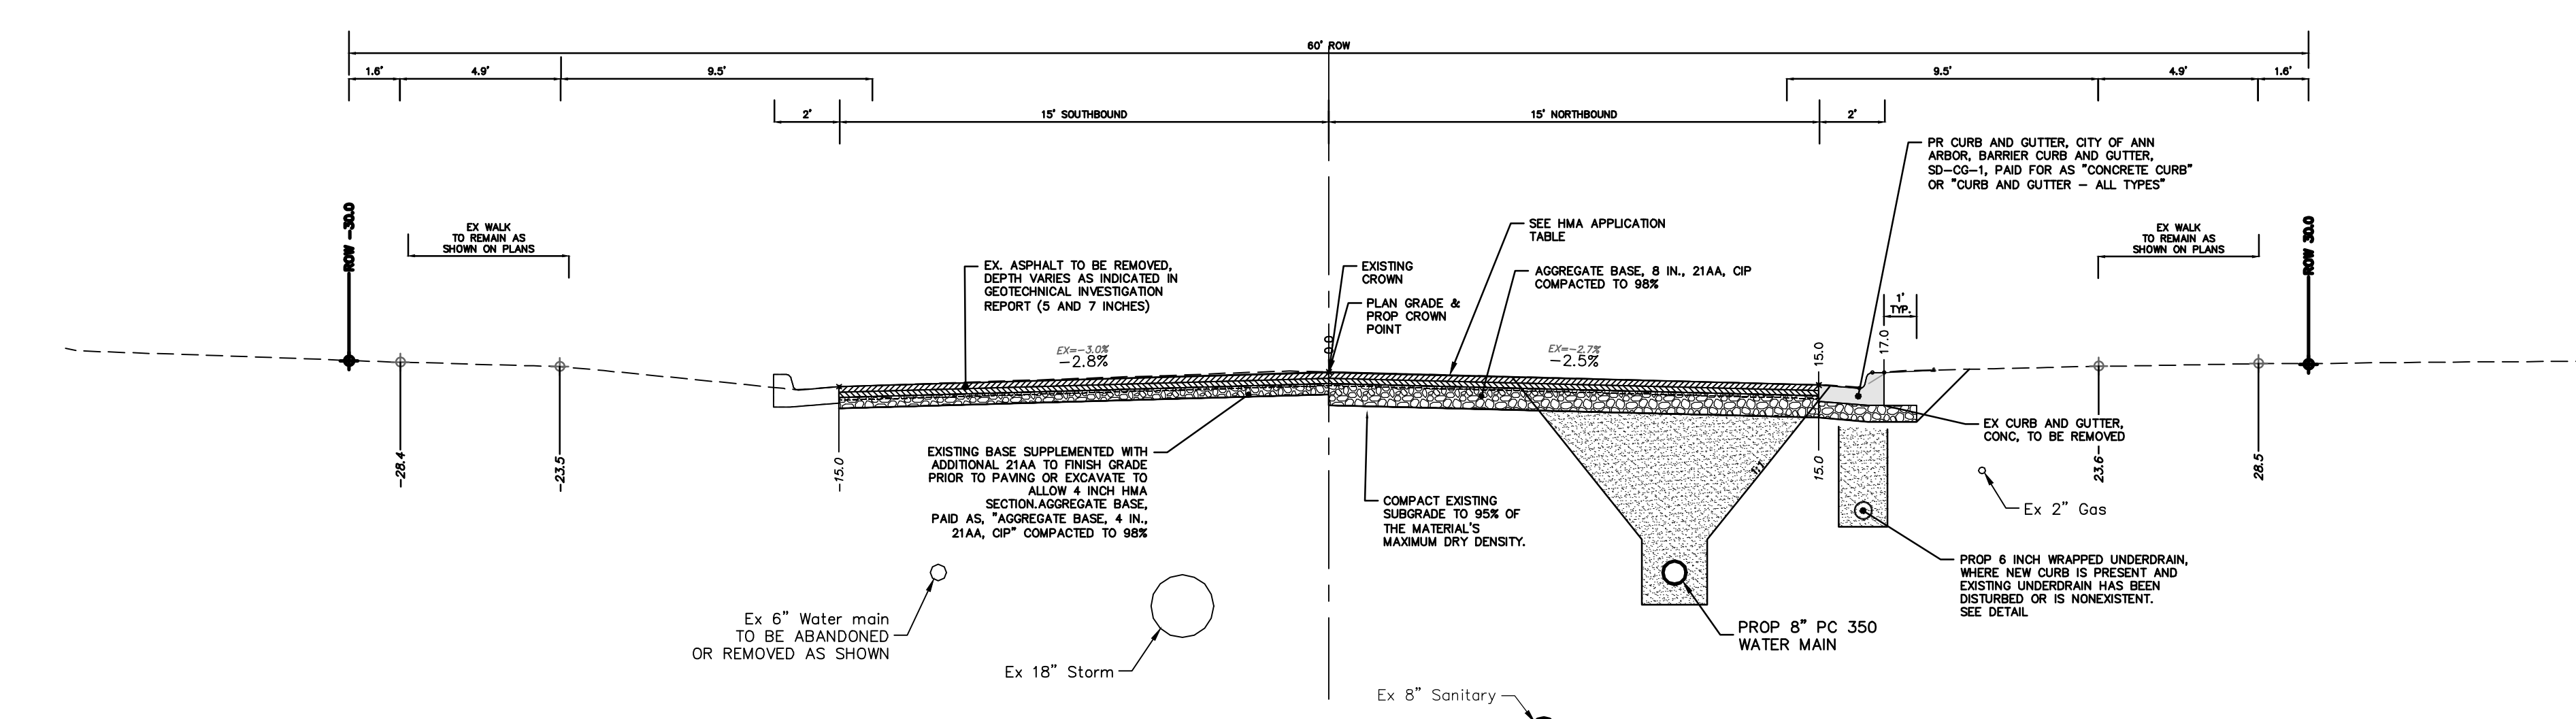 60' ROW
1.6'
4.9'
9.5'
9.5'
4.9'
1.6'
2'
15' SOUTHBOUND
15' NORTHBOUND
2'
PR CURB AND GUTTER, CITY OF ANN
ARBOR, BARRIER CURB AND GUTTER,
SD-CG-1, PAID FOR AS "CONCRETE CURB"
OR "CURB AND GUTTER - ALL TYPES"
ROW -30.0
EX WALK
TO REMAIN AS
SHOWN ON PLANS
EX. ASPHALT TO BE REMOVED,
DEPTH VARIES AS INDICATED IN
GEOTECHNICAL INVESTIGATION
REPORT (5 AND 7 INCHES)
EXISTING
CROWN
PLAN GRADE &
PROP CROWN
POINT
SEE HMA APPLICATION
TABLE
AGGREGATE BASE, 8 IN., 21AA, CIP
COMPACTED TO 98%
EX WALK
TO REMAIN AS
SHOWN ON PLANS
ROW 30.0
1'
TYP.
EX=-3.0%
-2.8%
0.0
EX=-2.7%
-2.5%
15.0
17.0
-28.4
-23.5
-15.0
15.0
23.6
28.5
EXISTING BASE SUPPLEMENTED WITH
ADDITIONAL 21AA TO FINISH GRADE
PRIOR TO PAVING OR EXCAVATE TO
ALLOW 4 INCH HMA
SECTION.AGGREGATE BASE,
PAID AS, "AGGREGATE BASE, 4 IN.,
21AA, CIP" COMPACTED TO 98%
COMPACT EXISTING
SUBGRADE TO 95% OF
THE MATERIAL'S
MAXIMUM DRY DENSITY.
1:1
EX CURB AND GUTTER,
CONC, TO BE REMOVED
Ex 2" Gas
PROP 6 INCH WRAPPED UNDERDRAIN,
WHERE NEW CURB IS PRESENT AND
EXISTING UNDERDRAIN HAS BEEN
DISTURBED OR IS NONEXISTENT.
SEE DETAIL
Ex 6" Water main
TO BE ABANDONED
OR REMOVED AS SHOWN
Ex 18" Storm
PROP 8" PC 350
WATER MAIN
Ex 8" Sanitary